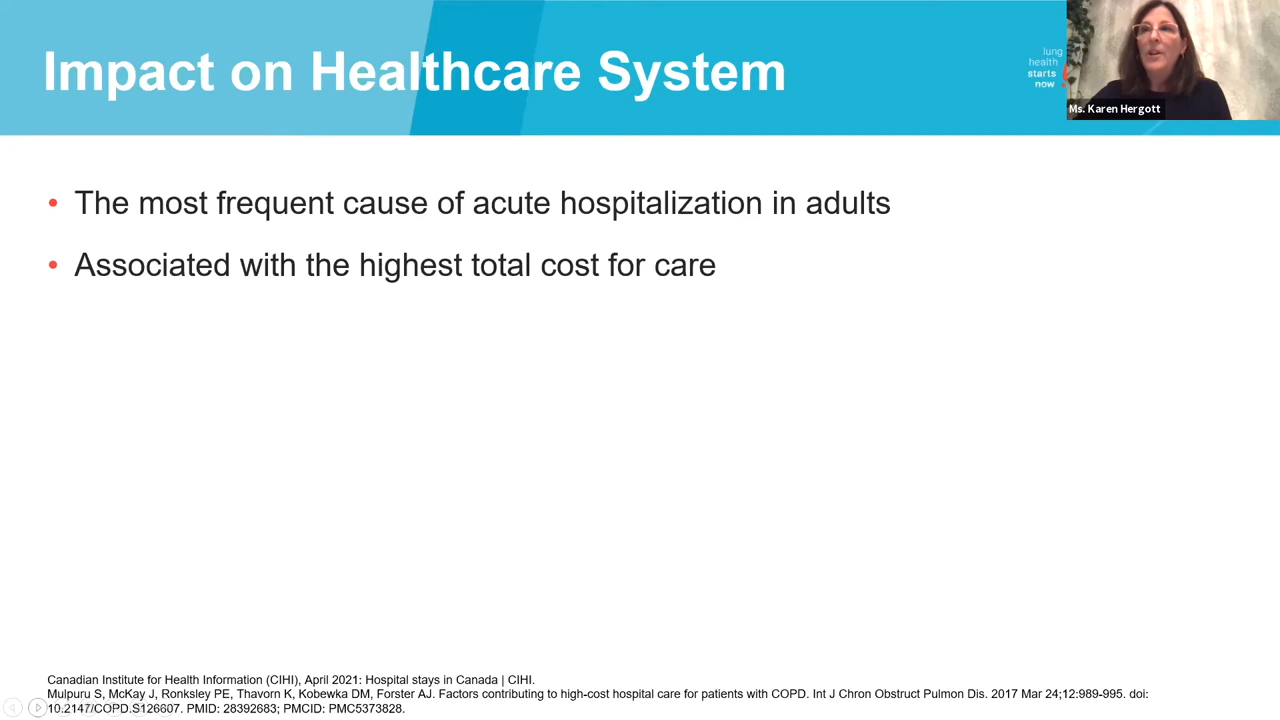 Impact on Healthcare System
lung
health
starts
now
Ms. Karen Hergott
• The most frequent cause of acute hospitalization in adults
• Associated with the highest total cost for care
Canadian Institute for Health Information (CIHI), April 2021: Hospital stays in Canada | CIHI.
Mulpuru S, McKay J, Ronksley PE, Thavorn K, Kobewka DM, Forster AJ. Factors contributing to high-cost hospital care for patients with COPD. Int J Chron Obstruct Pulmon Dis. 2017 Mar 24;12:989-995. doi:
10.2147/COPD.S126607. PMID: 28392683; PMCID: PMC5373828.